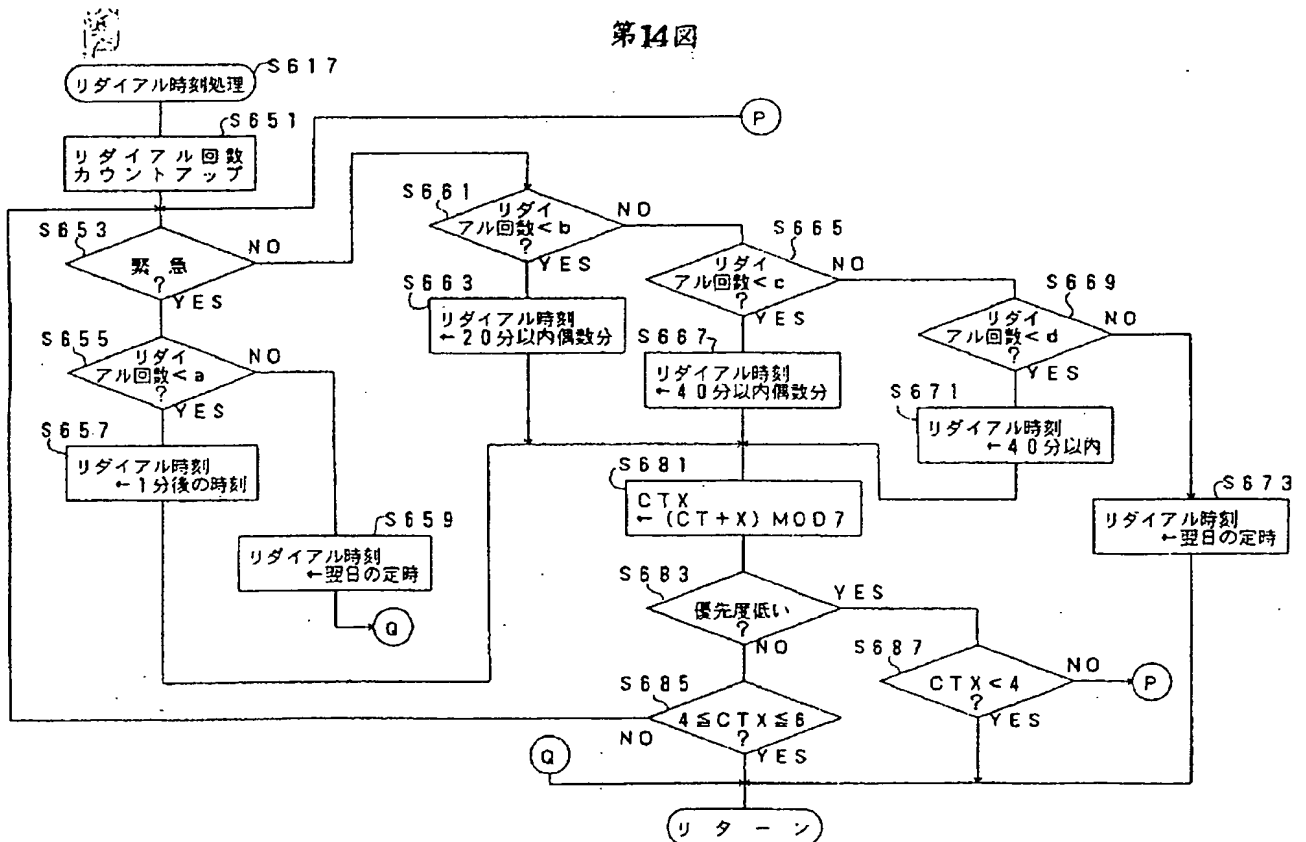 第14図
リダイアル時刻処理
S617
S651
リダイアル回数
カウントアップ
P
S653
緊急
?
NO
YES
S655
リダイ
アル回数<a
?
NO
YES
S657
リダイアル時刻
←1分後の時刻
S659
リダイアル時刻
←翌日の定時
Q
S661
リダイ
アル回数<b
?
NO
YES
S663
リダイアル時刻
←20分以内偶数分
S665
リダイ
アル回数<c
?
NO
YES
S667
リダイアル時刻
←40分以内偶数分
S669
リダイ
アル回数<d
?
NO
YES
S671
リダイアル時刻
←40分以内
S673
リダイアル時刻
←翌日の定時
S681
CTX
←(CT+X)MOD7
S683
優先度低い
?
YES
NO
S685
4≦CTX≦6
?
NO
YES
S687
CTX<4
?
NO
YES
P
Q
リターン